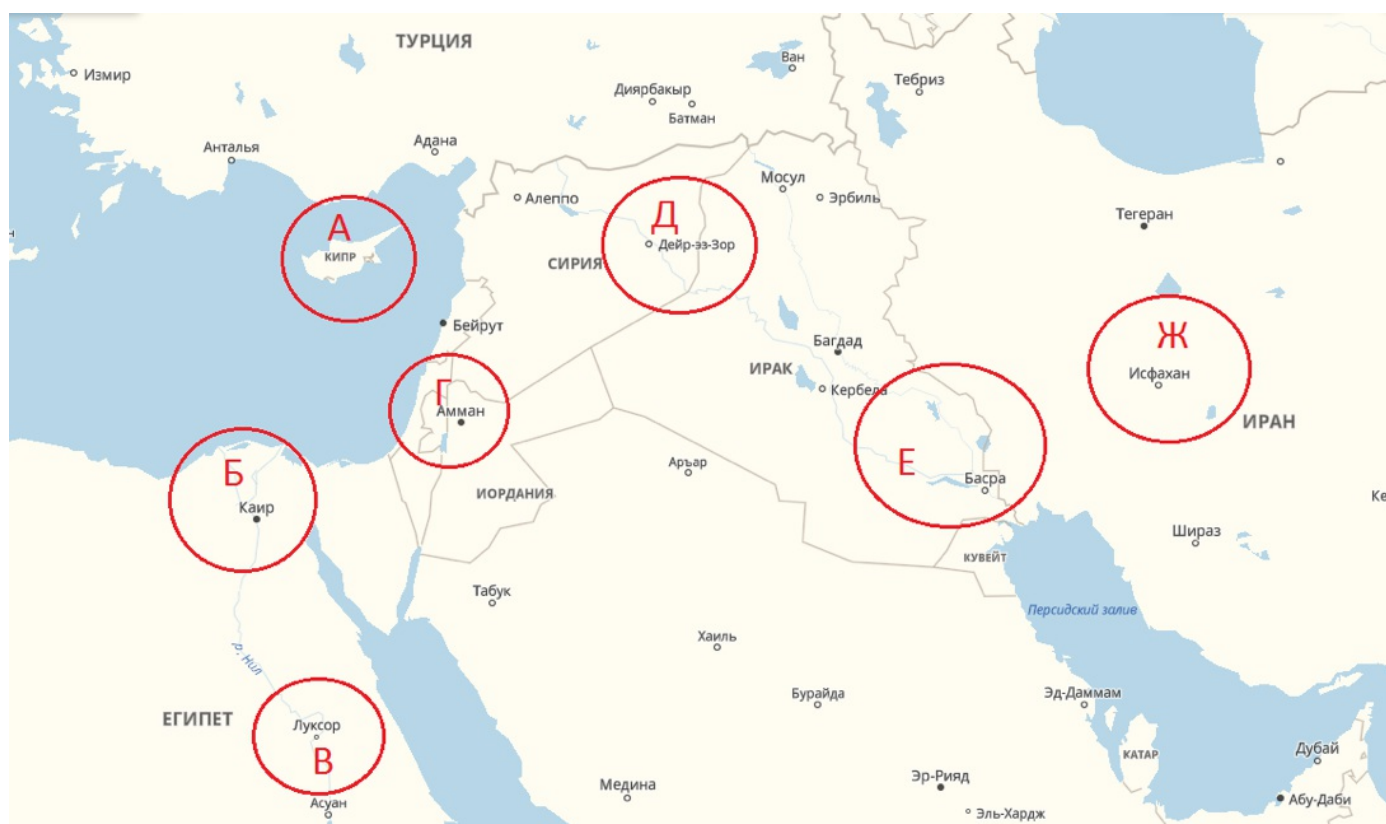 ТУРЦИЯ
Ван
Измир
Тебриз
Диярбакыр
Батман
Адана
Анталья
Мосул
Алеппо
Эрбиль
Д
Тегеран
А
Дейр-эз-Зор
КИПР
СИРИЯ
Бейрут
Ж
Багдад
ИРАК
Исфахан
Кербела
Г
Амман
ИРАН
Е
Аръар
Б
Басра
ИОРДАНИЯ
Каир
Шираз
КУВЕЙТ
Табук
Персидский залив
Хаиль
р. Нил
Бурайда
Эд-Даммам
ЕГИПЕТ
Луксор
В
Дубай
КАТАР
Эр-Рияд
Медина
Абу-Даби
Асуан
Эль-Хардж